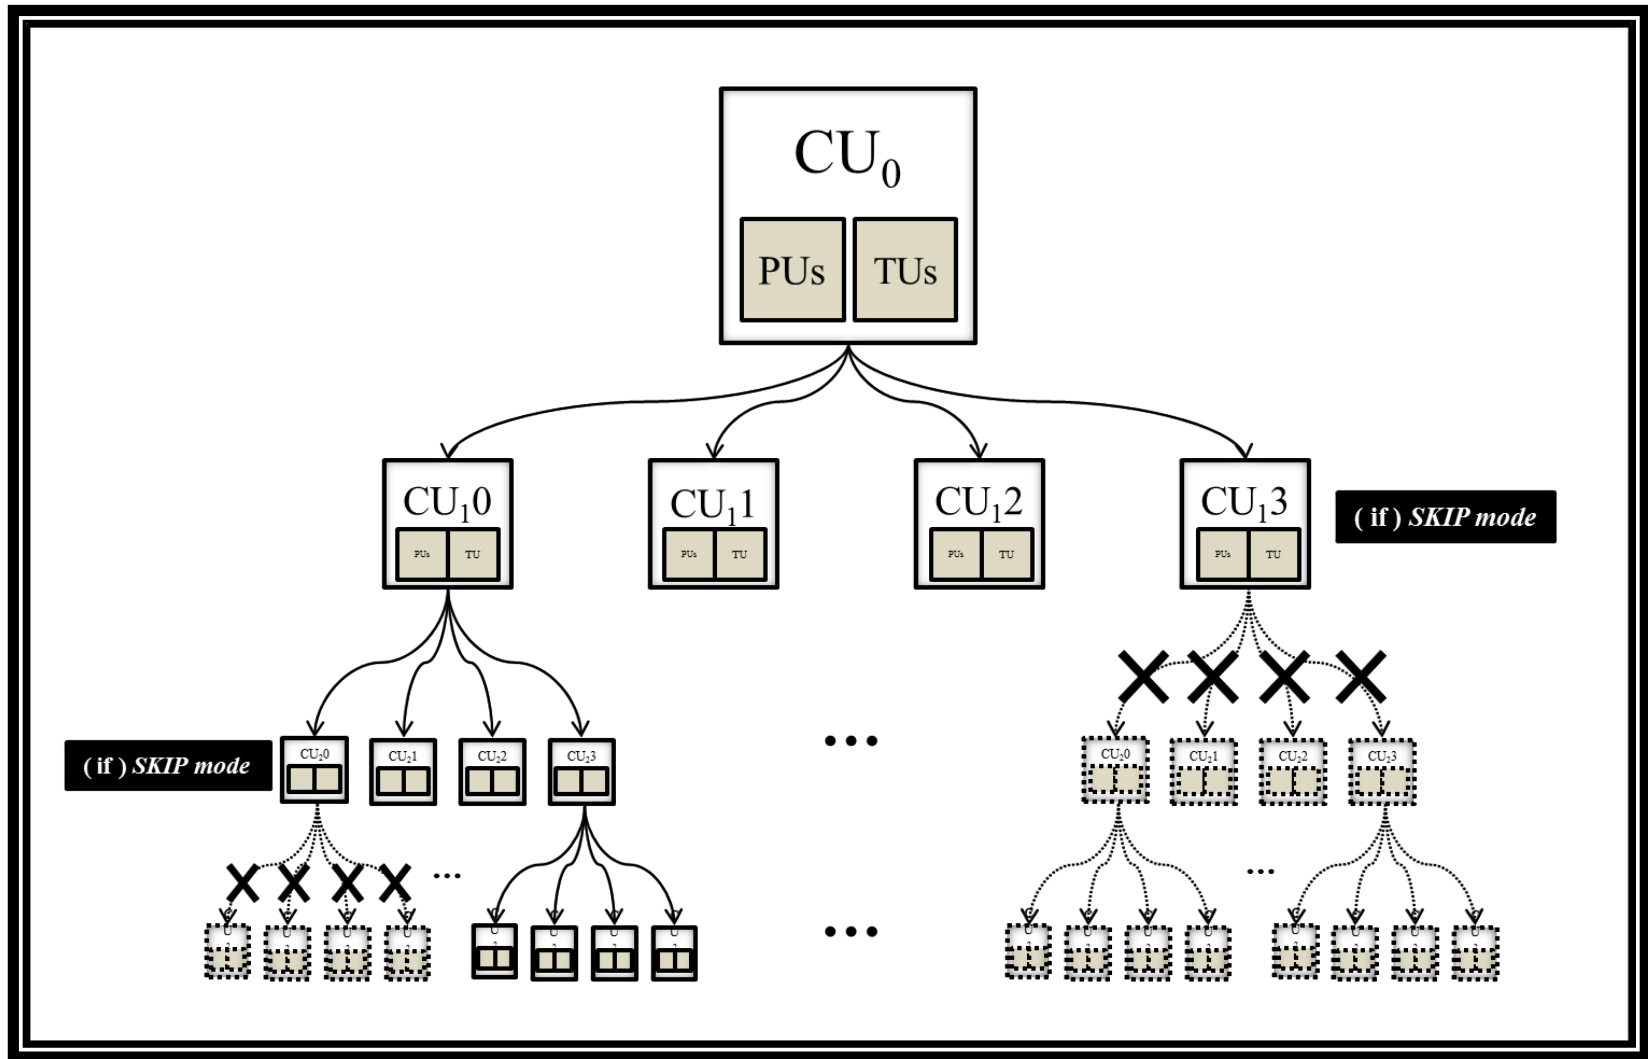 CU₀
PUs TUs
CU₁0 CU₁1 CU₁2 CU₁3
( if ) SKIP mode
PUs TU PUs TU PUs TU PUs TU
CU₂0 CU₂1 CU₂2 CU₂3 CU₂0 CU₂1 CU₂2 CU₂3
( if ) SKIP mode